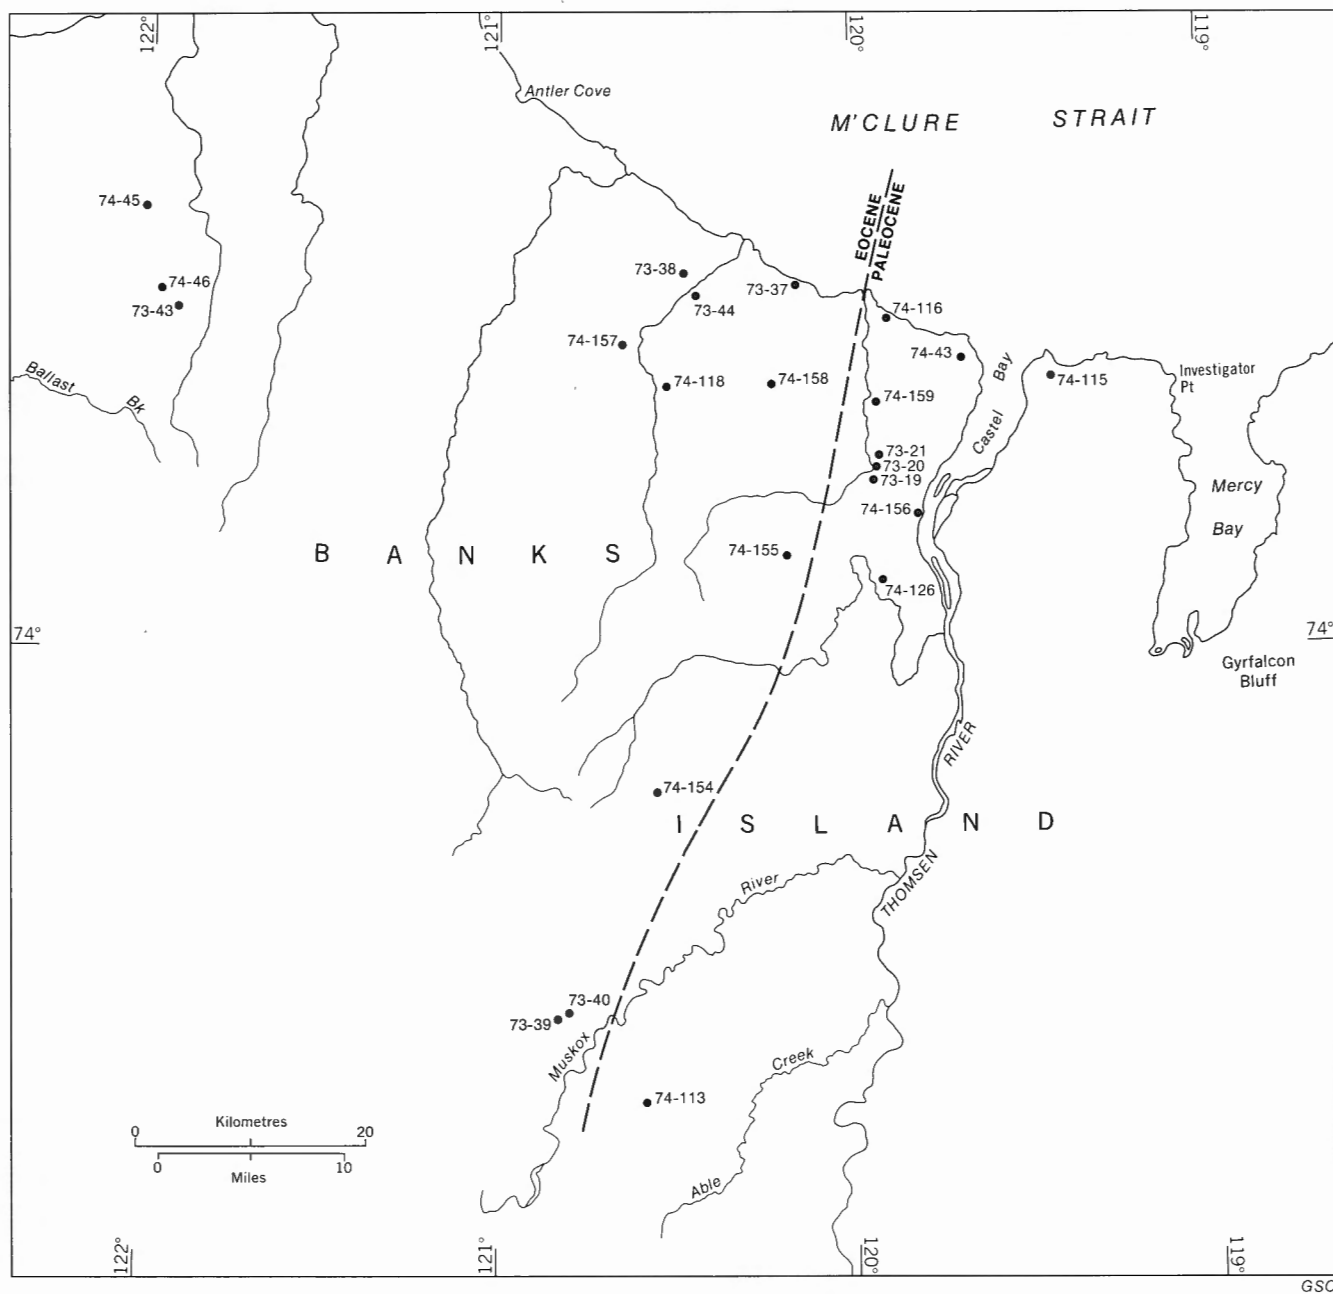 122°
121°
120°
119°
Antler Cove
M'CLURE STRAIT
EOCENE
PALEOCENE
74-45
74-46
73-43
73-38
73-44
73-37
74-116
74-157
74-43
74-118
74-158
74-115
74-159
Investigator
Pt
Ballast
Bk
Castel Bay
73-21
73-20
73-19
74-156
Mercy
Bay
BANKS
74-155
74-126
74°
74°
Gyrfalcon
Bluff
RIVER
74-154
ISLAND
River
THOMSEN
73-40
73-39
Muskox
Creek
74-113
Kilometres
0 20
0 10
Miles
Able
122°
121°
120°
119°
GSC